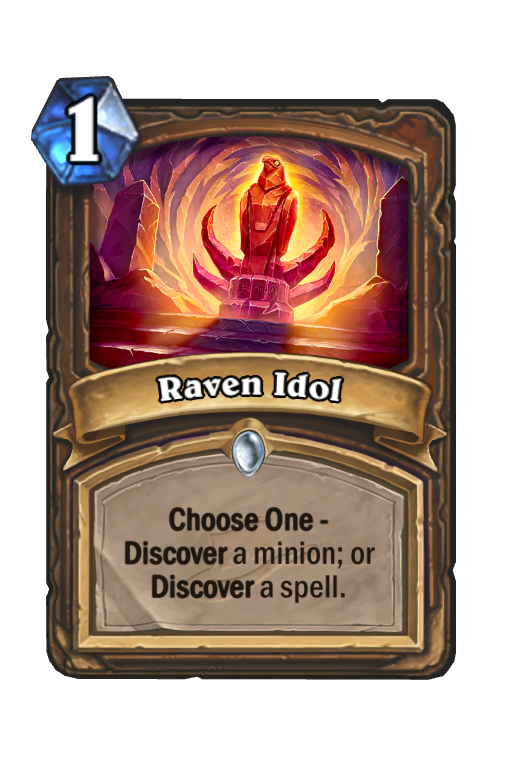 1
Raven Idol
Choose One -
Discover a minion; or
Discover a spell.